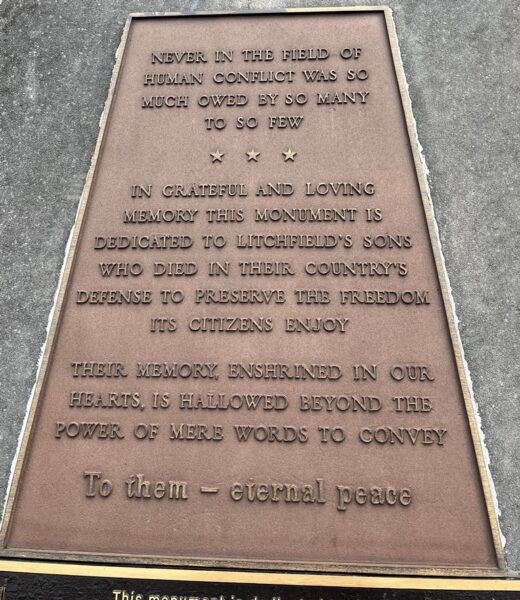 NEVER IN THE FIELD OF
HUMAN CONFLICT WAS SO
MUCH OWED BY SO MANY
TO SO FEW
IN GRATEFUL AND LOVING
MEMORY THIS MONUMENT IS
DEDICATED TO LITCHFIELD'S SONS
WHO DIED IN THEIR COUNTRY'S
DEFENSE TO PRESERVE THE FREEDOM
ITS CITIZENS ENJOY
THEIR MEMORY, ENSHRINED IN OUR
HEARTS, IS HALLOWED BEYOND THE
POWER OF MERE WORDS TO CONVEY
To them – eternal peace
This monument is